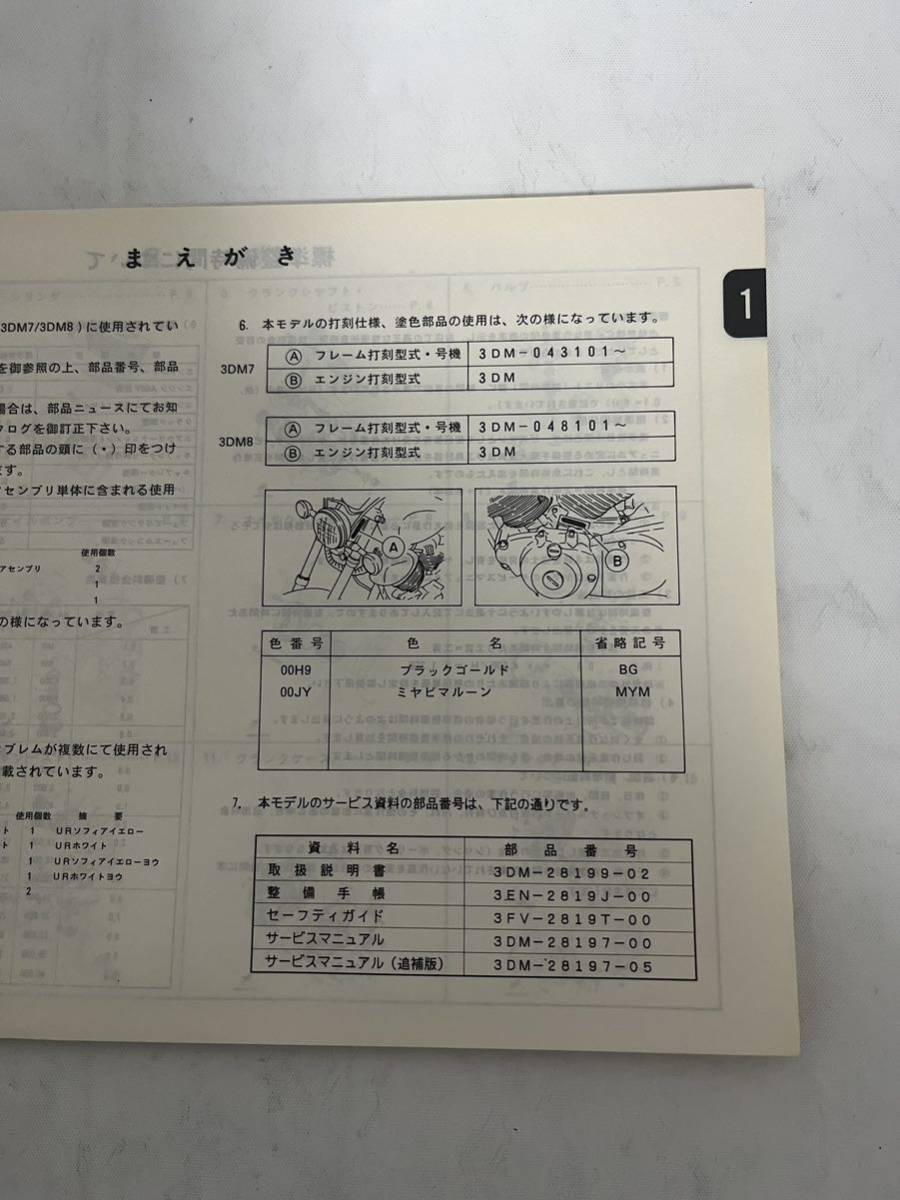 まえがき
1
3DM7/3DM8)に使用されてい
を御参照の上、部品番号、部品
場合は、部品ニュースにてお知
ログを御訂正下さい。
する部品の頭に(・)印をつけ
ます。
アセンブリ単体に含まれる使用
使用個数
アセンブリ 2
1
1
の様になっています。
ンブレムが複数にて使用され
載されています。
使用個数 摘要
ト 1 URソフィアイエロー
ト 1 URホワイト
1 URソフィアイエローヨウ
1 URホワイトヨウ
2
6. 本モデルの打刻仕様、塗色部品の使用は、次の様になっています。
3DM7
Ⓐ フレーム打刻型式・号機 3DM-043101~
Ⓑ エンジン打刻型式 3DM
3DM8
Ⓐ フレーム打刻型式・号機 3DM-048101~
Ⓑ エンジン打刻型式 3DM
A
B
色番号 色名 省略記号
00H9 ブラックゴールド BG
00JY ミヤビマルーン MYM
7. 本モデルのサービス資料の部品番号は、下記の通りです。
資料名 部品番号
取扱説明書 3DM-28199-02
整備手帳 3EN-2819J-00
セーフティガイド 3FV-2819T-00
サービスマニュアル 3DM-28197-00
サービスマニュアル(追補版) 3DM-28197-05